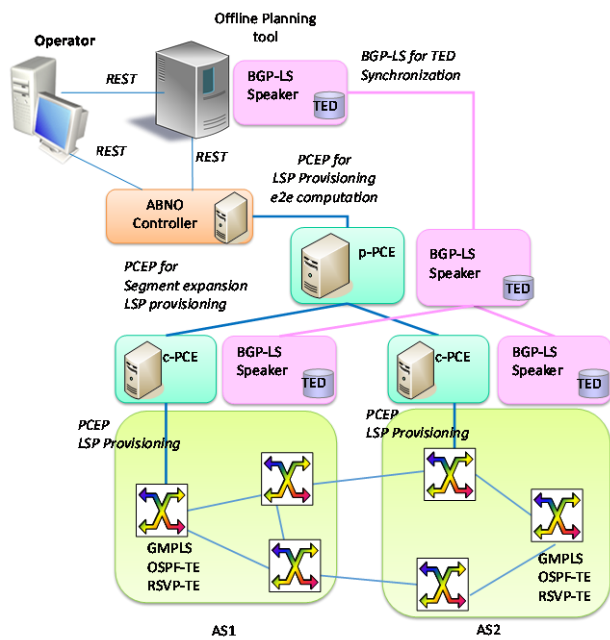 Offline Planning
tool
Operator
REST
BGP-LS
Speaker
TED
BGP-LS for TED
Synchronization
REST
REST
PCEP for
LSP Provisioning
e2e computation
ABNO
Controller
p-PCE
BGP-LS
Speaker
TED
PCEP for
Segment expansion
LSP provisioning
c-PCE
BGP-LS
Speaker
TED
c-PCE
BGP-LS
Speaker
TED
PCEP
LSP Provisioning
PCEP
LSP Provisioning
GMPLS
OSPF-TE
RSVP-TE
GMPLS
OSPF-TE
RSVP-TE
AS1
AS2